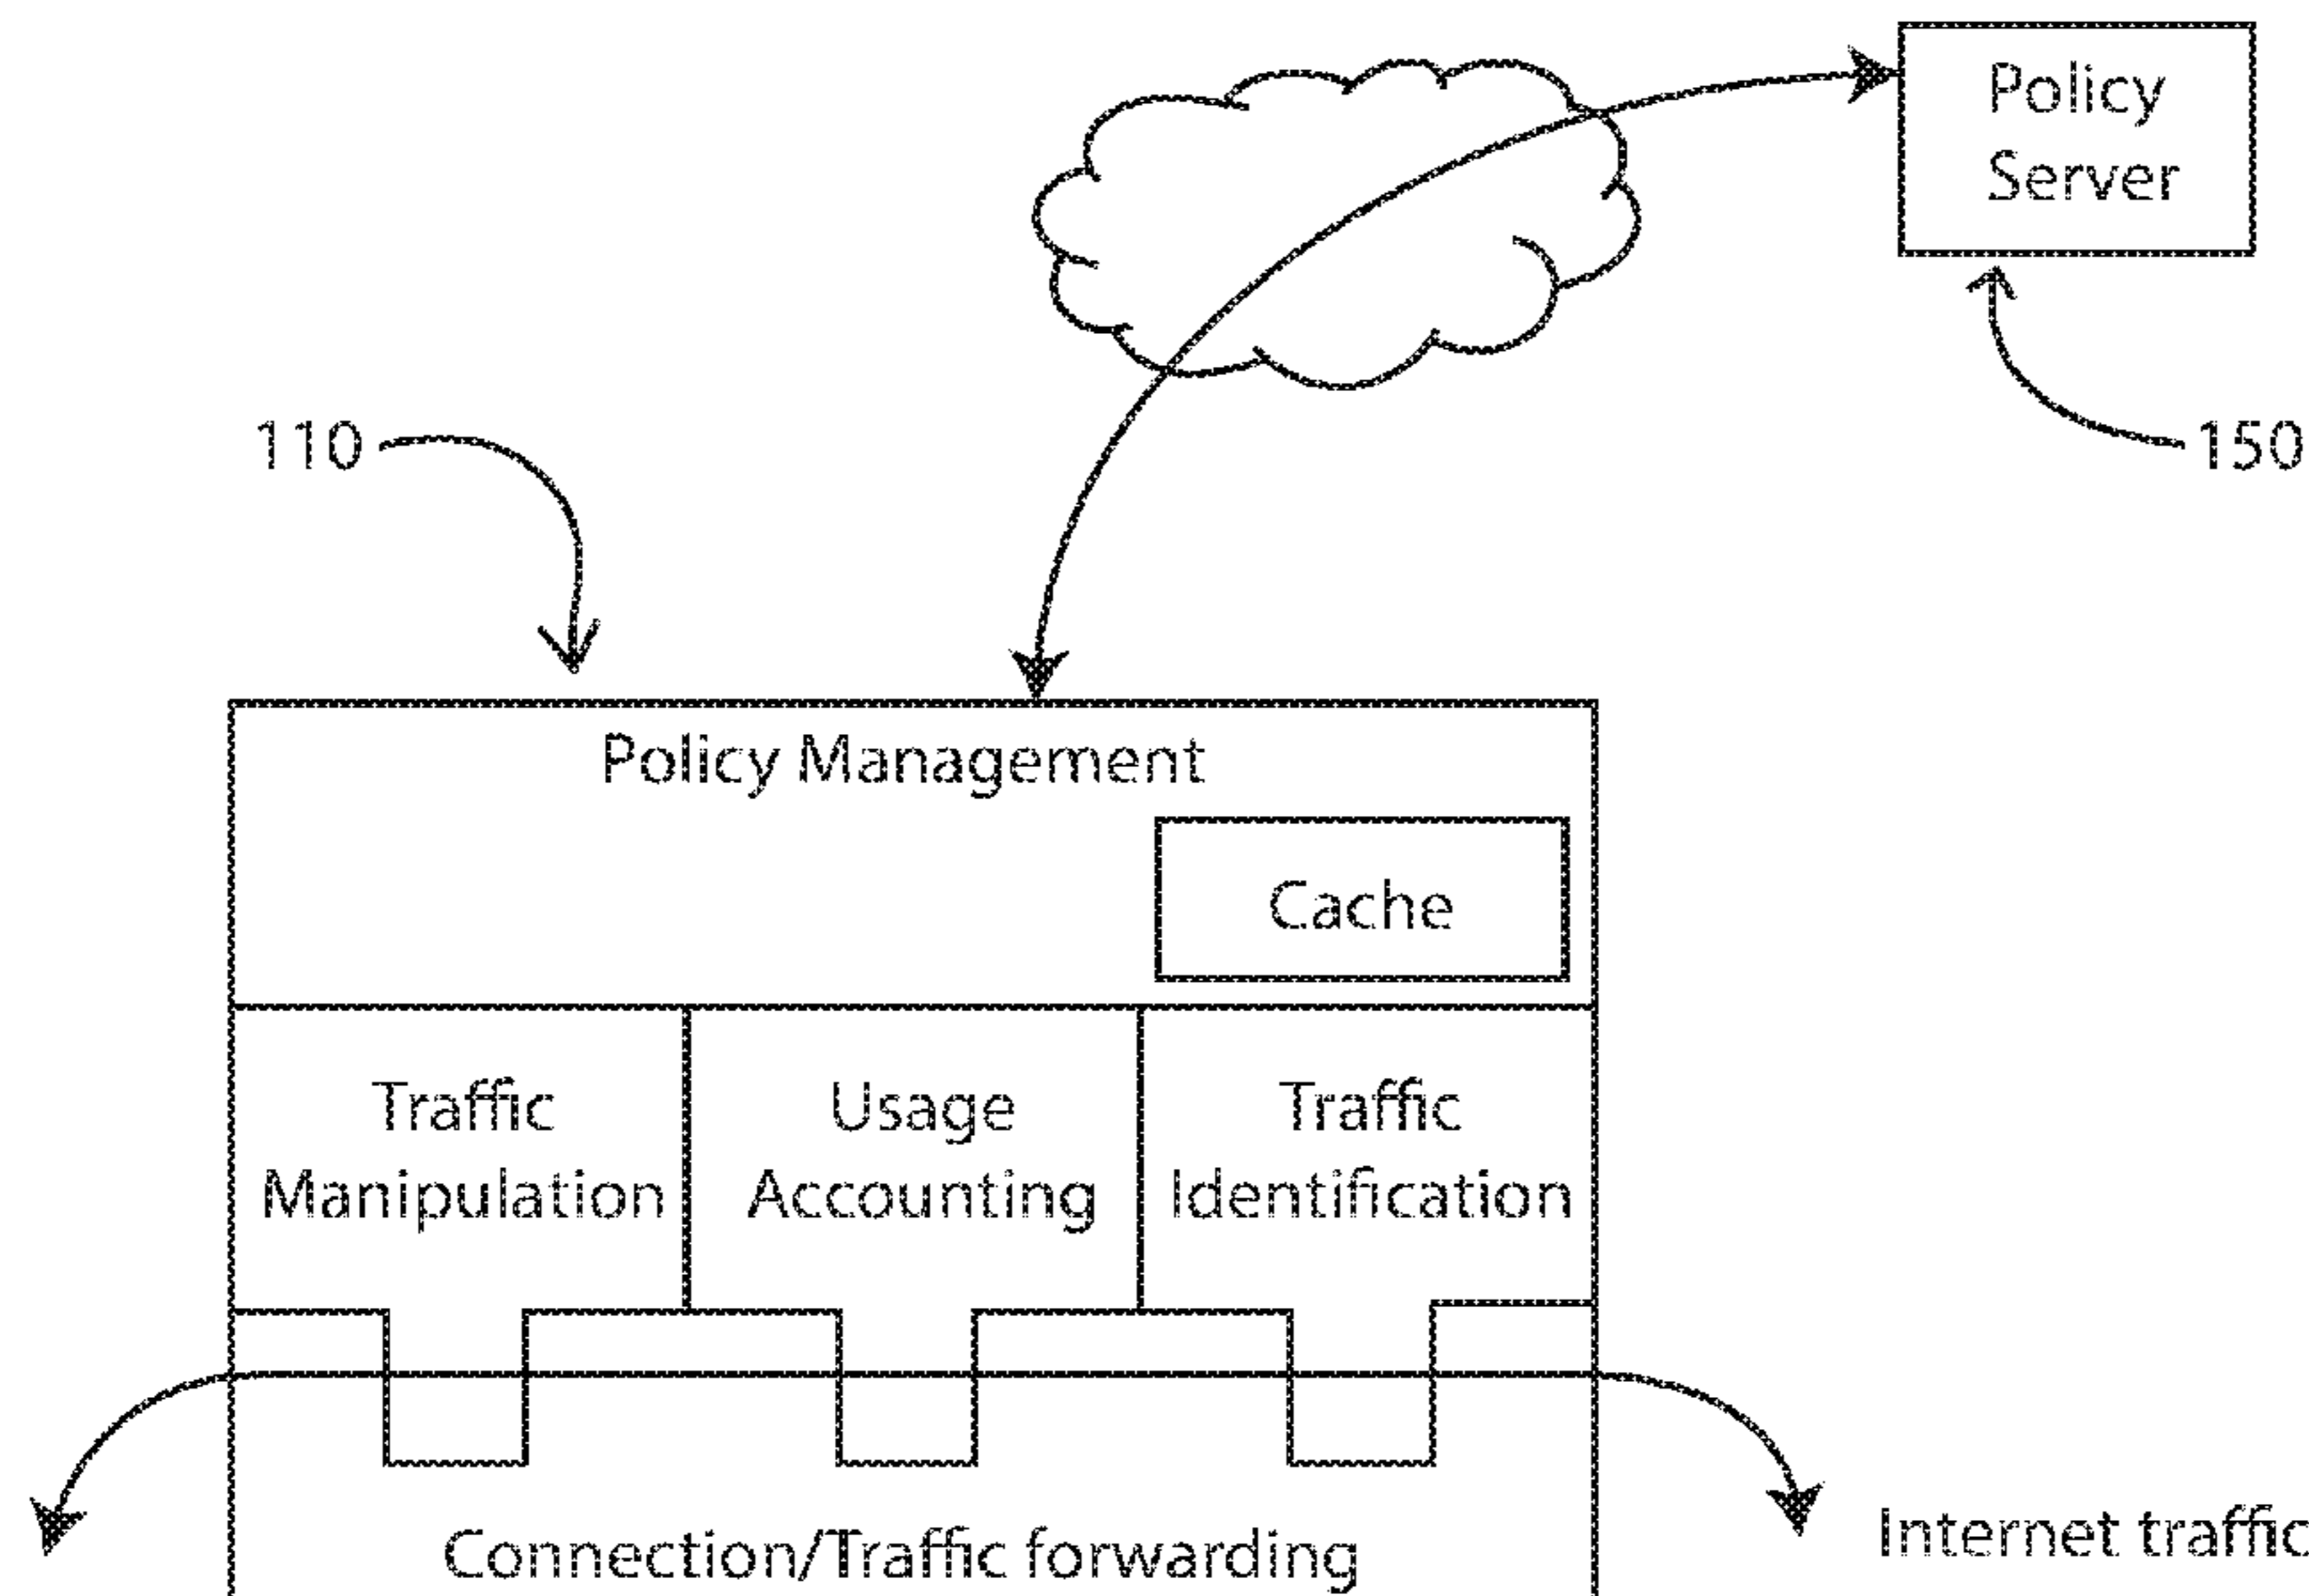 Policy
Server
110
150
Policy Management
Cache
Traffic
Manipulation
Usage
Accounting
Traffic
Identification
Connection/Traffic forwarding
Internet traffic